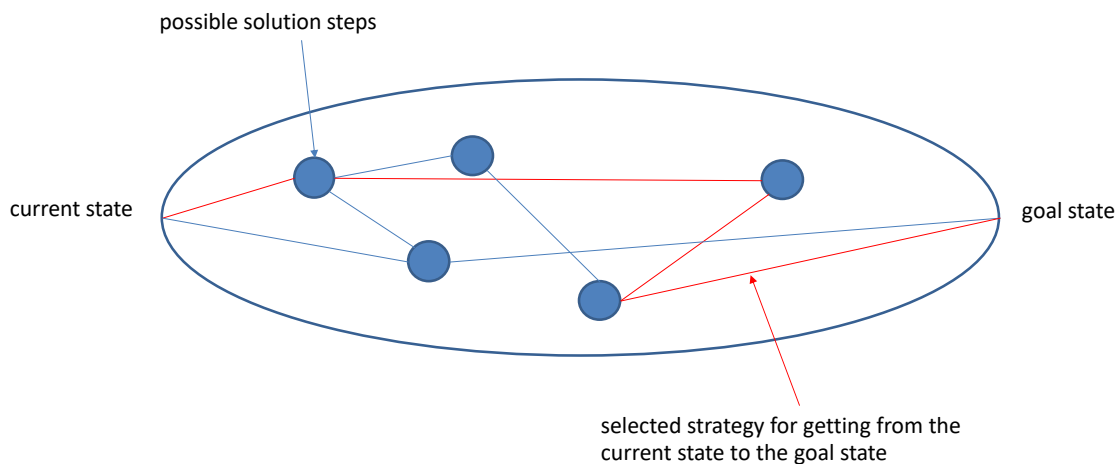 possible solution steps
current state
goal state
selected strategy for getting from the
current state to the goal state